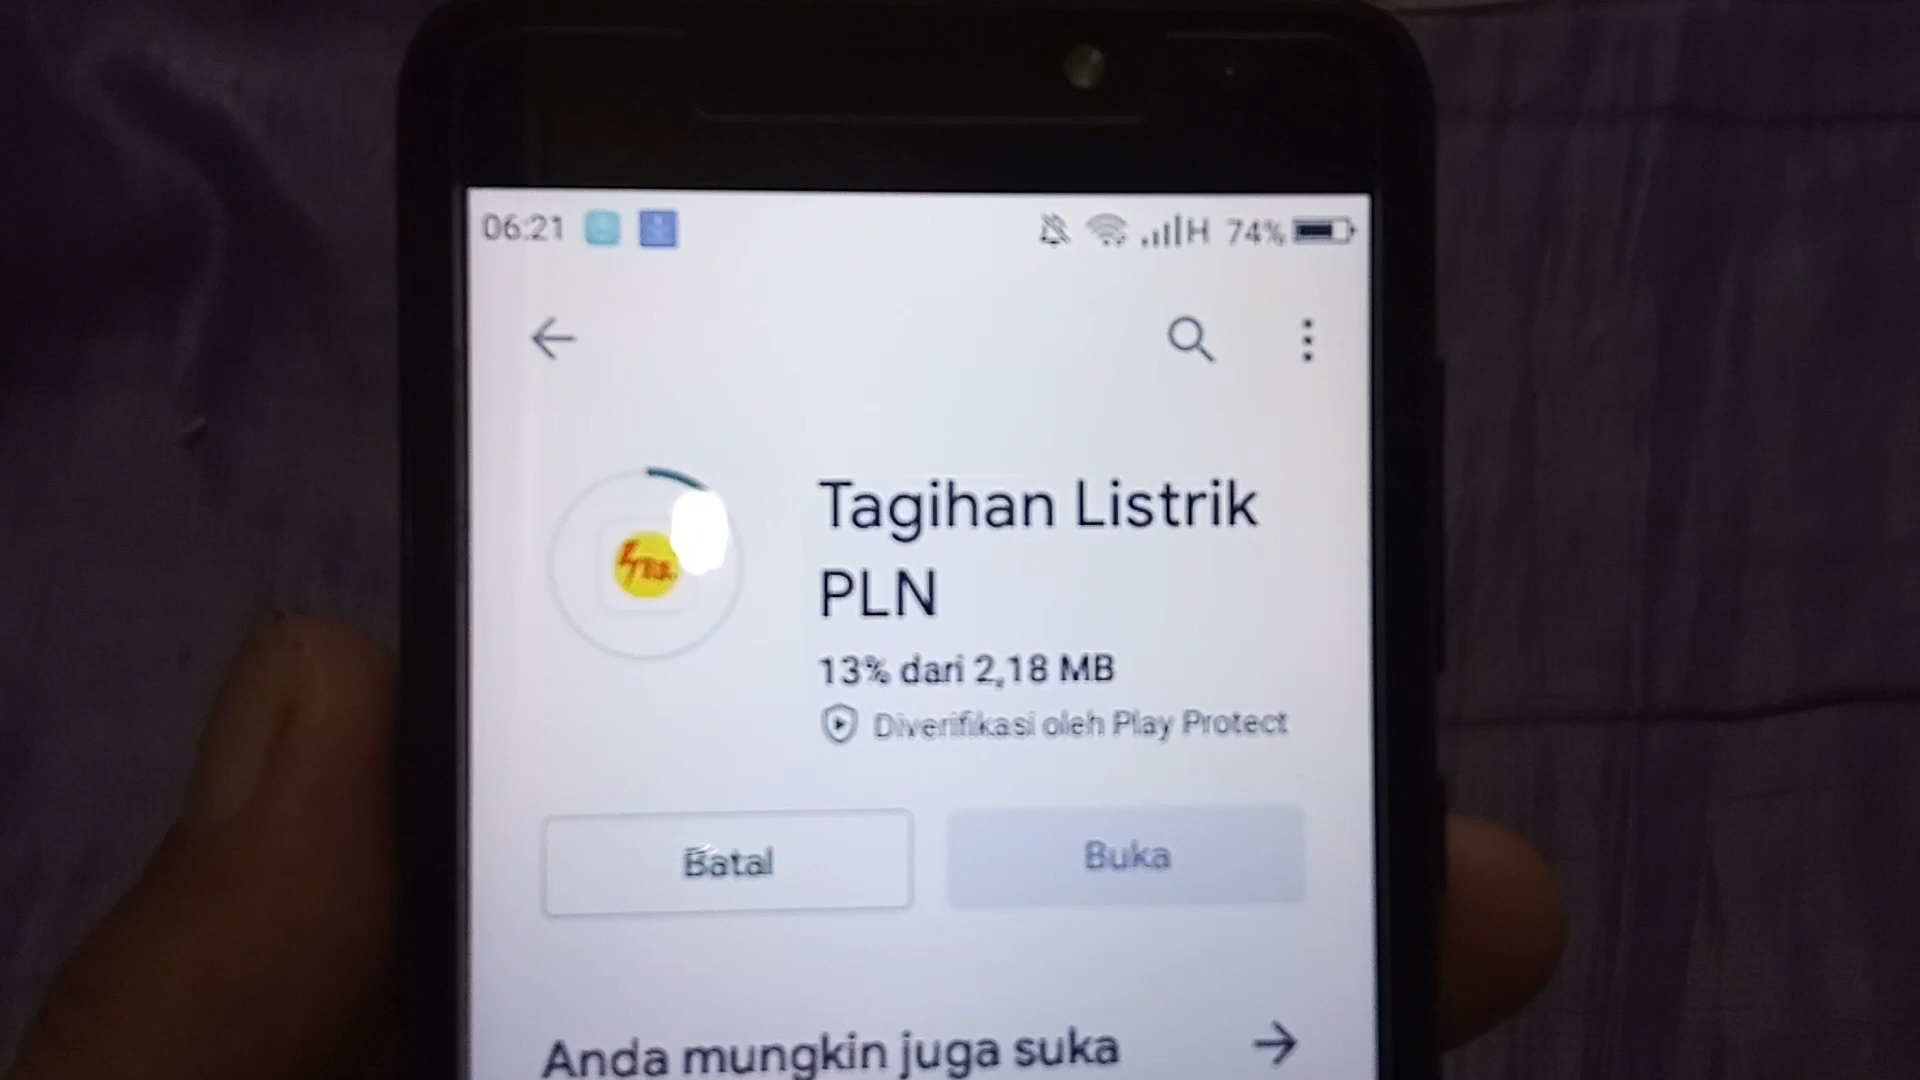 06:21 H 74%
Tagihan Listrik
PLN
13% dari 2,18 MB
Diverifikasi oleh Play Protect
Batal Buka
Anda mungkin juga suka